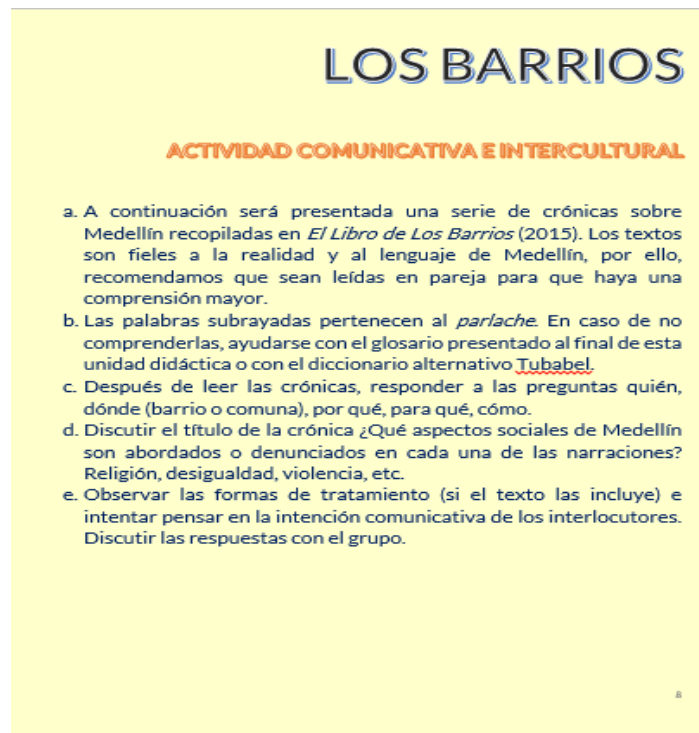 LOS BARRIOS
ACTIVIDAD COMUNICATIVA E INTERCULTURAL
a. A continuación será presentada una serie de crónicas sobre
Medellín recopiladas en El Libro de Los Barrios (2015). Los textos
son fieles a la realidad y al lenguaje de Medellín, por ello,
recomendamos que sean leídas en pareja para que haya una
comprensión mayor.
b. Las palabras subrayadas pertenecen al parlache. En caso de no
comprenderlas, ayudarse con el glosario presentado al final de esta
unidad didáctica o con el diccionario alternativo Tubabel.
c. Después de leer las crónicas, responder a las preguntas quién,
dónde (barrio o comuna), por qué, para qué, cómo.
d. Discutir el título de la crónica ¿Qué aspectos sociales de Medellín
son abordados o denunciados en cada una de las narraciones?
Religión, desigualdad, violencia, etc.
e. Observar las formas de tratamiento (si el texto las incluye) e
intentar pensar en la intención comunicativa de los interlocutores.
Discutir las respuestas con el grupo.
8